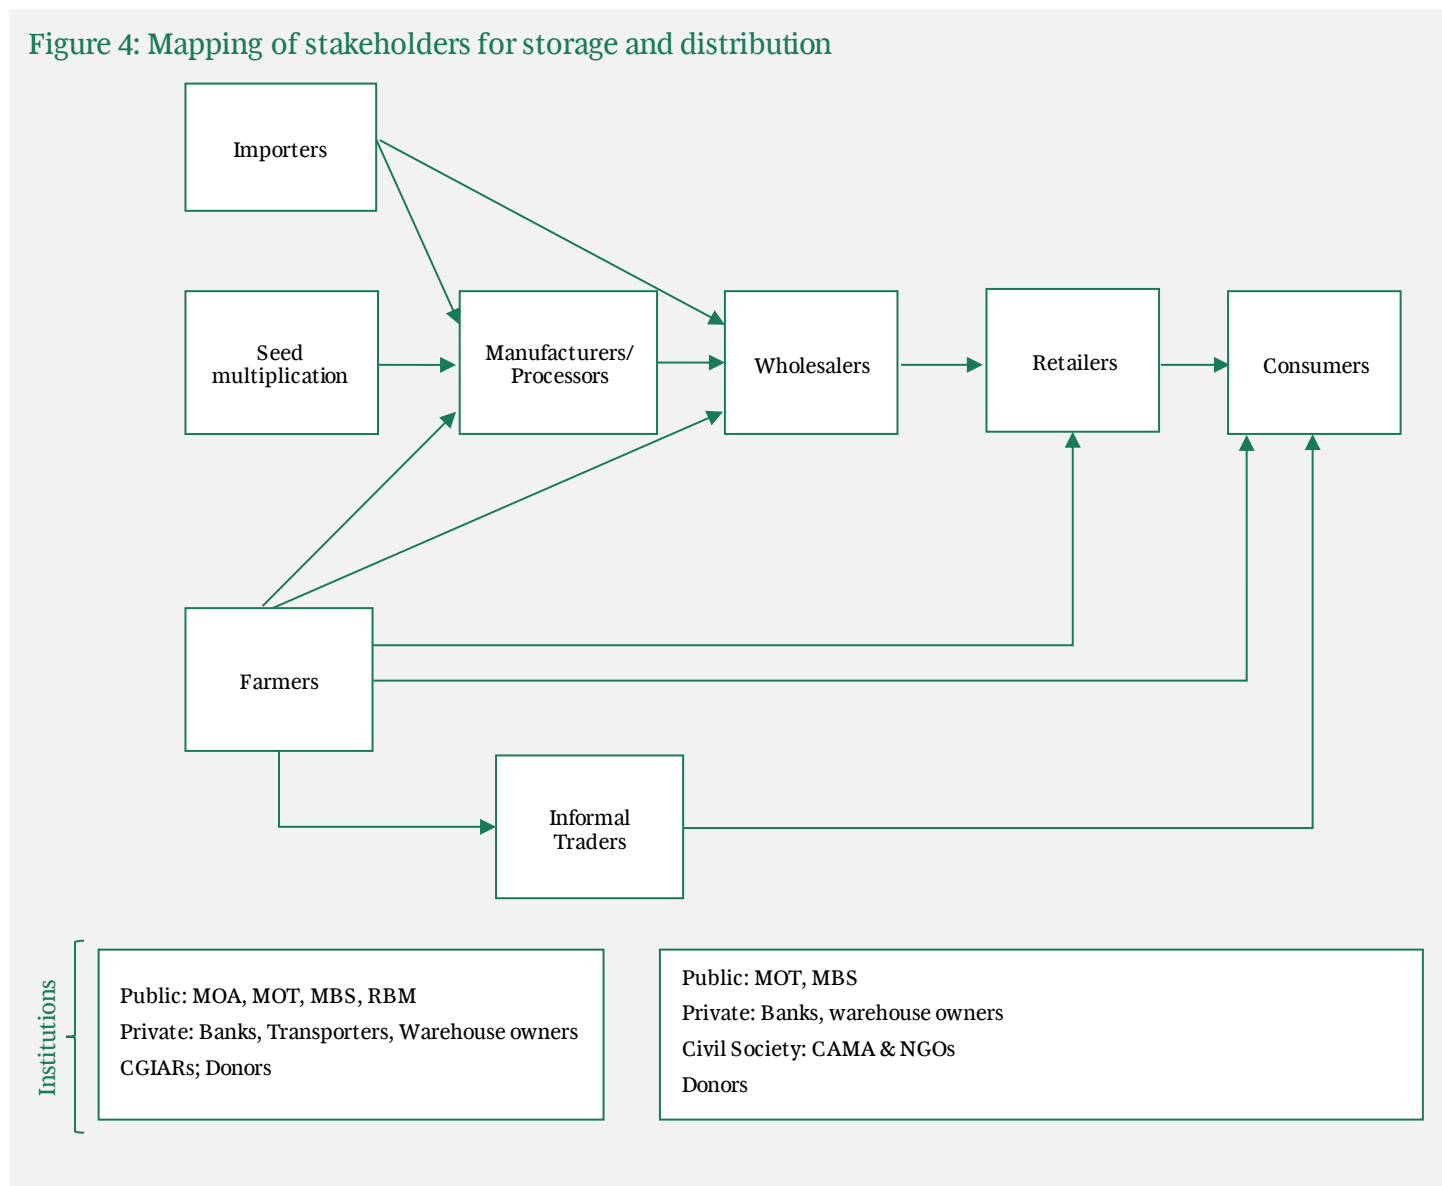 Figure 4: Mapping of stakeholders for storage and distribution
Importers
Seed
multiplication
Manufacturers/
Processors
Wholesalers
Retailers
Consumers
Farmers
Informal
Traders
Institutions
Public: MOA, MOT, MBS, RBM
Private: Banks, Transporters, Warehouse owners
CGIARs; Donors
Public: MOT, MBS
Private: Banks, warehouse owners
Civil Society: CAMA & NGOs
Donors